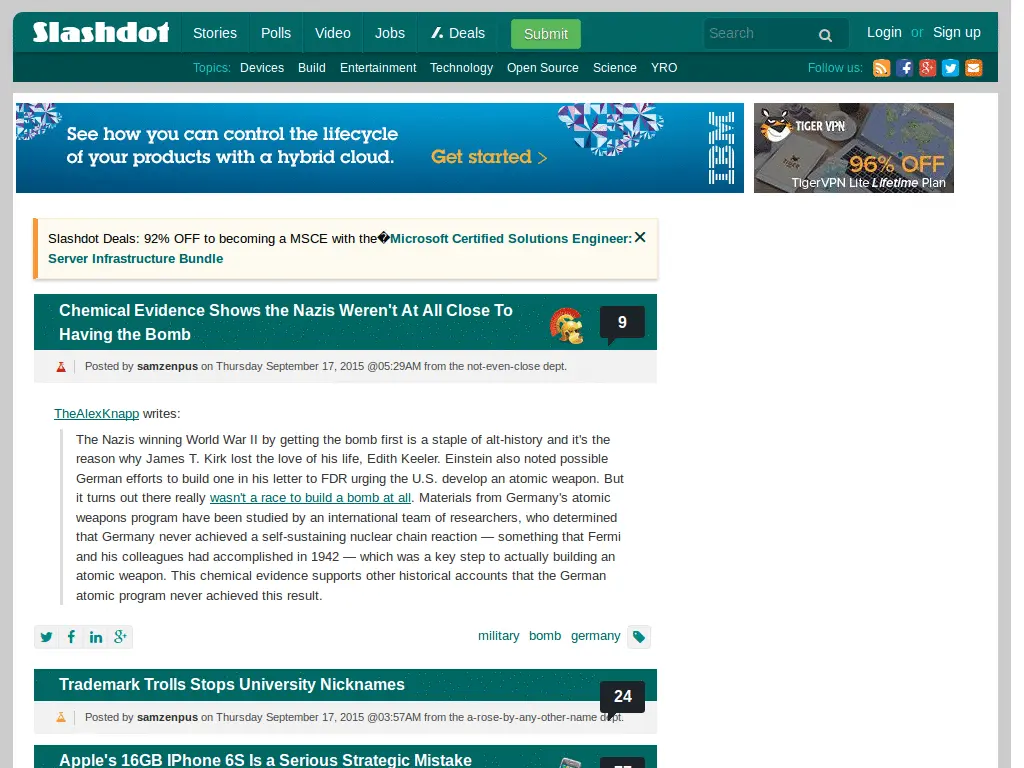 Slashdot
Stories Polls Video Jobs Deals Submit Search Login or Sign up
Topics: Devices Build Entertainment Technology Open Source Science YRO Follow us:
See how you can control the lifecycle
of your products with a hybrid cloud. Get started >
IBM
TIGER VPN
96% OFF
TigerVPN Lite Lifetime Plan
Slashdot Deals: 92% OFF to becoming a MSCE with the�Microsoft Certified Solutions Engineer:
Server Infrastructure Bundle
Chemical Evidence Shows the Nazis Weren't At All Close To
Having the Bomb
9
Posted by samzenpus on Thursday September 17, 2015 @05:29AM from the not-even-close dept.
TheAlexKnapp writes:
The Nazis winning World War II by getting the bomb first is a staple of alt-history and it's the
reason why James T. Kirk lost the love of his life, Edith Keeler. Einstein also noted possible
German efforts to build one in his letter to FDR urging the U.S. develop an atomic weapon. But
it turns out there really wasn't a race to build a bomb at all. Materials from Germany's atomic
weapons program have been studied by an international team of researchers, who determined
that Germany never achieved a self-sustaining nuclear chain reaction — something that Fermi
and his colleagues had accomplished in 1942 — which was a key step to actually building an
atomic weapon. This chemical evidence supports other historical accounts that the German
atomic program never achieved this result.
military bomb germany
Trademark Trolls Stops University Nicknames
24
Posted by samzenpus on Thursday September 17, 2015 @03:57AM from the a-rose-by-any-other-name dept.
Apple's 16GB IPhone 6S Is a Serious Strategic Mistake